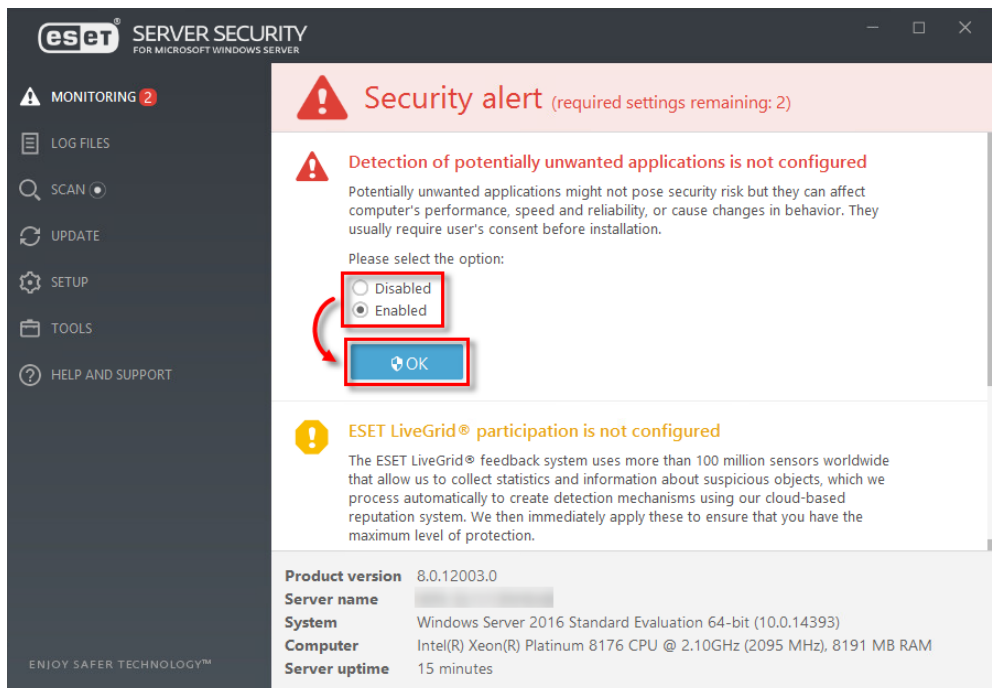 eseT® SERVER SECURITY
FOR MICROSOFT WINDOWS SERVER
MONITORING 2
LOG FILES
SCAN
UPDATE
SETUP
TOOLS
HELP AND SUPPORT
ENJOY SAFER TECHNOLOGY™
Security alert (required settings remaining: 2)
Detection of potentially unwanted applications is not configured
Potentially unwanted applications might not pose security risk but they can affect
computer's performance, speed and reliability, or cause changes in behavior. They
usually require user's consent before installation.
Please select the option:
Disabled
Enabled
OK
ESET LiveGrid® participation is not configured
The ESET LiveGrid® feedback system uses more than 100 million sensors worldwide
that allow us to collect statistics and information about suspicious objects, which we
process automatically to create detection mechanisms using our cloud-based
reputation system. We then immediately apply these to ensure that you have the
maximum level of protection.
Product version 8.0.12003.0
Server name
System Windows Server 2016 Standard Evaluation 64-bit (10.0.14393)
Computer Intel(R) Xeon(R) Platinum 8176 CPU @ 2.10GHz (2095 MHz), 8191 MB RAM
Server uptime 15 minutes